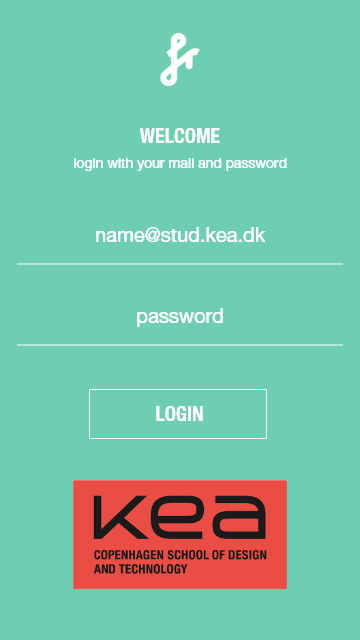 WELCOME
login with your mail and password
name@stud.kea.dk
password
LOGIN
kea
COPENHAGEN SCHOOL OF DESIGN
AND TECHNOLOGY